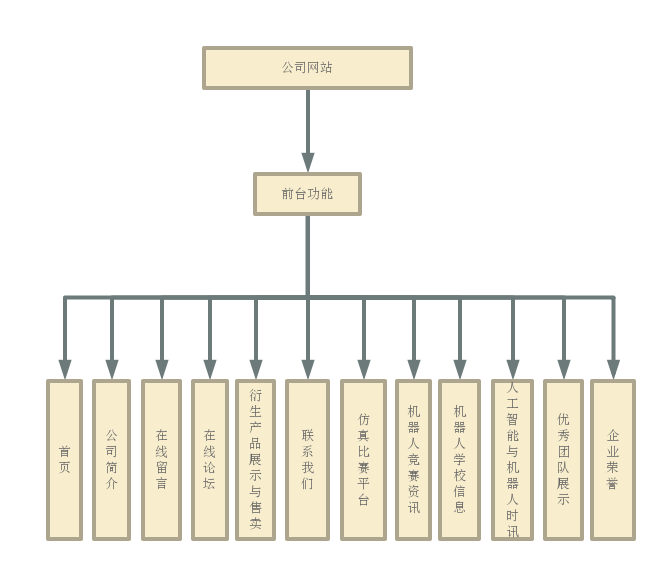 公司网站
前台功能
首页
公司简介
在线留言
在线论坛
衍生产品展示与售卖
联系我们
仿真比赛平台
机器人竞赛资讯
机器人学校信息
人工智能与机器人时讯
优秀团队展示
企业荣誉